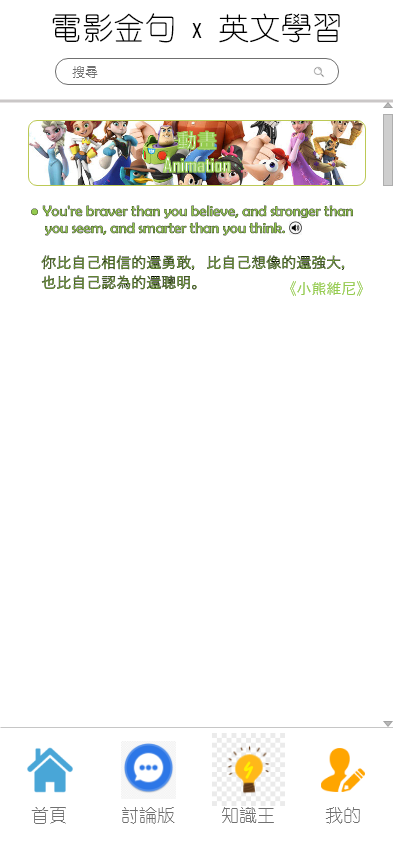 電影金句 x 英文學習
搜尋
動畫
Animation
You're braver than you believe, and stronger than
you seem, and smarter than you think.
你比自己相信的還勇敢，比自己想像的還強大，
也比自己認為的還聰明。
《小熊維尼》
首頁 討論版 知識王 我的